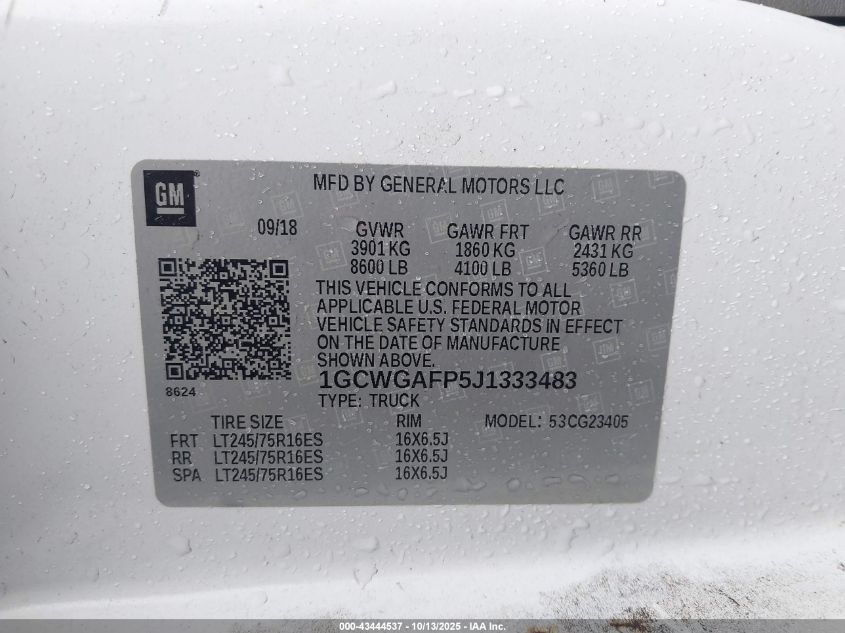 GM
MFD BY GENERAL MOTORS LLC
09/18 GVWR GAWR FRT GAWR RR
3901 KG 1860 KG 2431 KG
8600 LB 4100 LB 5360 LB
THIS VEHICLE CONFORMS TO ALL
APPLICABLE U.S. FEDERAL MOTOR
VEHICLE SAFETY STANDARDS IN EFFECT
ON THE DATE OF MANUFACTURE
SHOWN ABOVE.
1GCWGAFP5J1333483
8624
TYPE: TRUCK
TIRE SIZE RIM MODEL: 53CG23405
FRT LT245/75R16ES 16X6.5J
RR LT245/75R16ES 16X6.5J
SPA LT245/75R16ES 16X6.5J
000-43444537 - 10/13/2025 - IAA Inc.